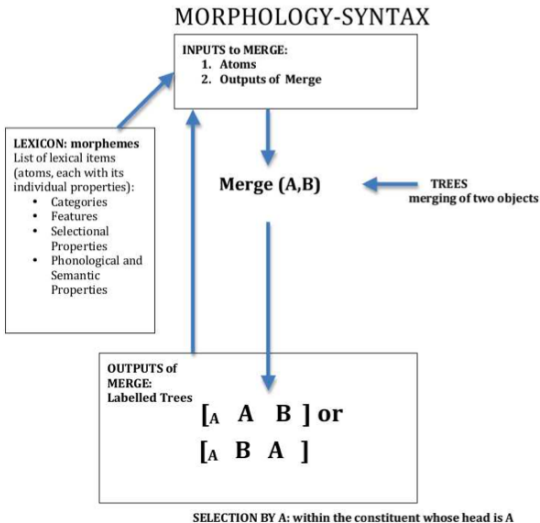 MORPHOLOGY-SYNTAX
INPUTS to MERGE:
1. Atoms
2. Outputs of Merge
LEXICON: morphemes
List of lexical items
(atoms, each with its
individual properties):
• Categories
• Features
• Selectional
Properties
• Phonological and
Semantic
Properties
Merge (A,B)
TREES
merging of two objects
OUTPUTS of
MERGE:
Labelled Trees
[A A B ] or
[A B A ]
SELECTION BY A: within the constituent whose head is A